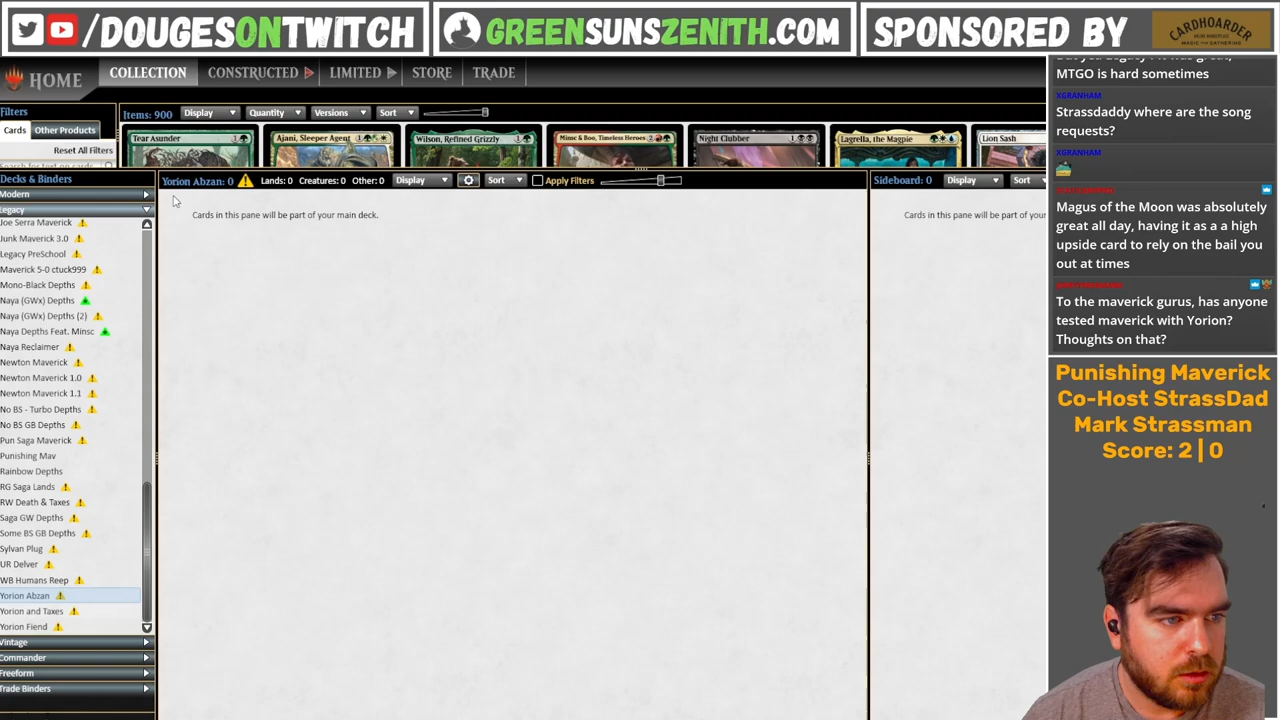 /DOUGESONTWITCH
GREENSUNSZENITH.COM
SPONSORED BY
CARDHOARDER
MAGIC THE GATHERING
HOME
COLLECTION
CONSTRUCTED
LIMITED
STORE
TRADE
Filters
Cards
Other Products
Reset All Filters
Search for text on cards
Items: 900
Display
Quantity
Versions
Sort
Tear Asunder
Ajani, Sleeper Agent
Wilson, Refined Grizzly
Minsc & Boo, Timeless Heroes
Night Clubber
Lagrella, the Magpie
Lion Sash
Decks & Binders
Modern
Legacy
Joe Serra Maverick
Junk Maverick 3.0
Legacy PreSchool
Maverick 5-0 ctuck999
Mono-Black Depths
Naya (GWx) Depths
Naya (GWx) Depths (2)
Naya Depths Feat. Minsc
Naya Reclaimer
Newton Maverick
Newton Maverick 1.0
Newton Maverick 1.1
No BS - Turbo Depths
No BS GB Depths
Pun Saga Maverick
Punishing Mav
Rainbow Depths
RG Saga Lands
RW Death & Taxes
Saga GW Depths
Some BS GB Depths
Sylvan Plug
UR Delver
WB Humans Reep
Yorion Abzan
Yorion and Taxes
Yorion Fiend
Vintage
Commander
Freeform
Trade Binders
Yorion Abzan: 0
Lands: 0
Creatures: 0
Other: 0
Display
Sort
Apply Filters
Cards in this pane will be part of your main deck.
Sideboard: 0
Display
Sort
Cards in this pane will be part of your
MTGO is hard sometimes
XGRANHAM
Strassdaddy where are the song
requests?
XGRANHAM
Magus of the Moon was absolutely
great all day, having it as a a high
upside card to rely on the bail you
out at times
To the maverick gurus, has anyone
tested maverick with Yorion?
Thoughts on that?
Punishing Maverick
Co-Host StrassDad
Mark Strassman
Score: 2 | 0